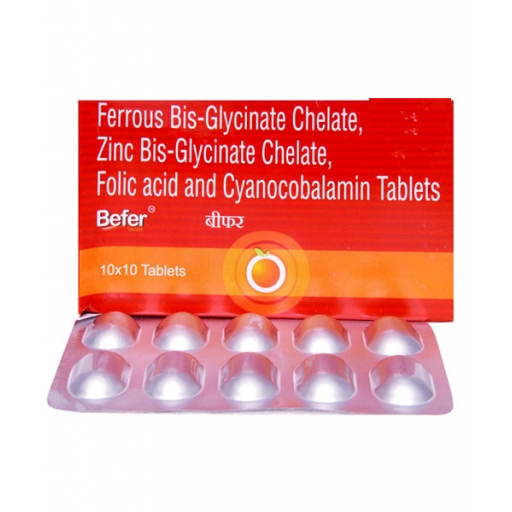 Ferrous Bis-Glycinate Chelate,
Zinc Bis-Glycinate Chelate,
Folic acid and Cyanocobalamin Tablets
Befer
बीफर
10x10 Tablets